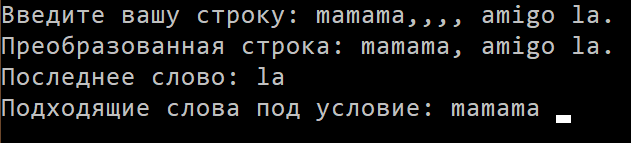 Введите вашу строку: mamama,,,, amigo la.
Преобразованная строка: mamama, amigo la.
Последнее слово: la
Подходящие слова под условие: mamama